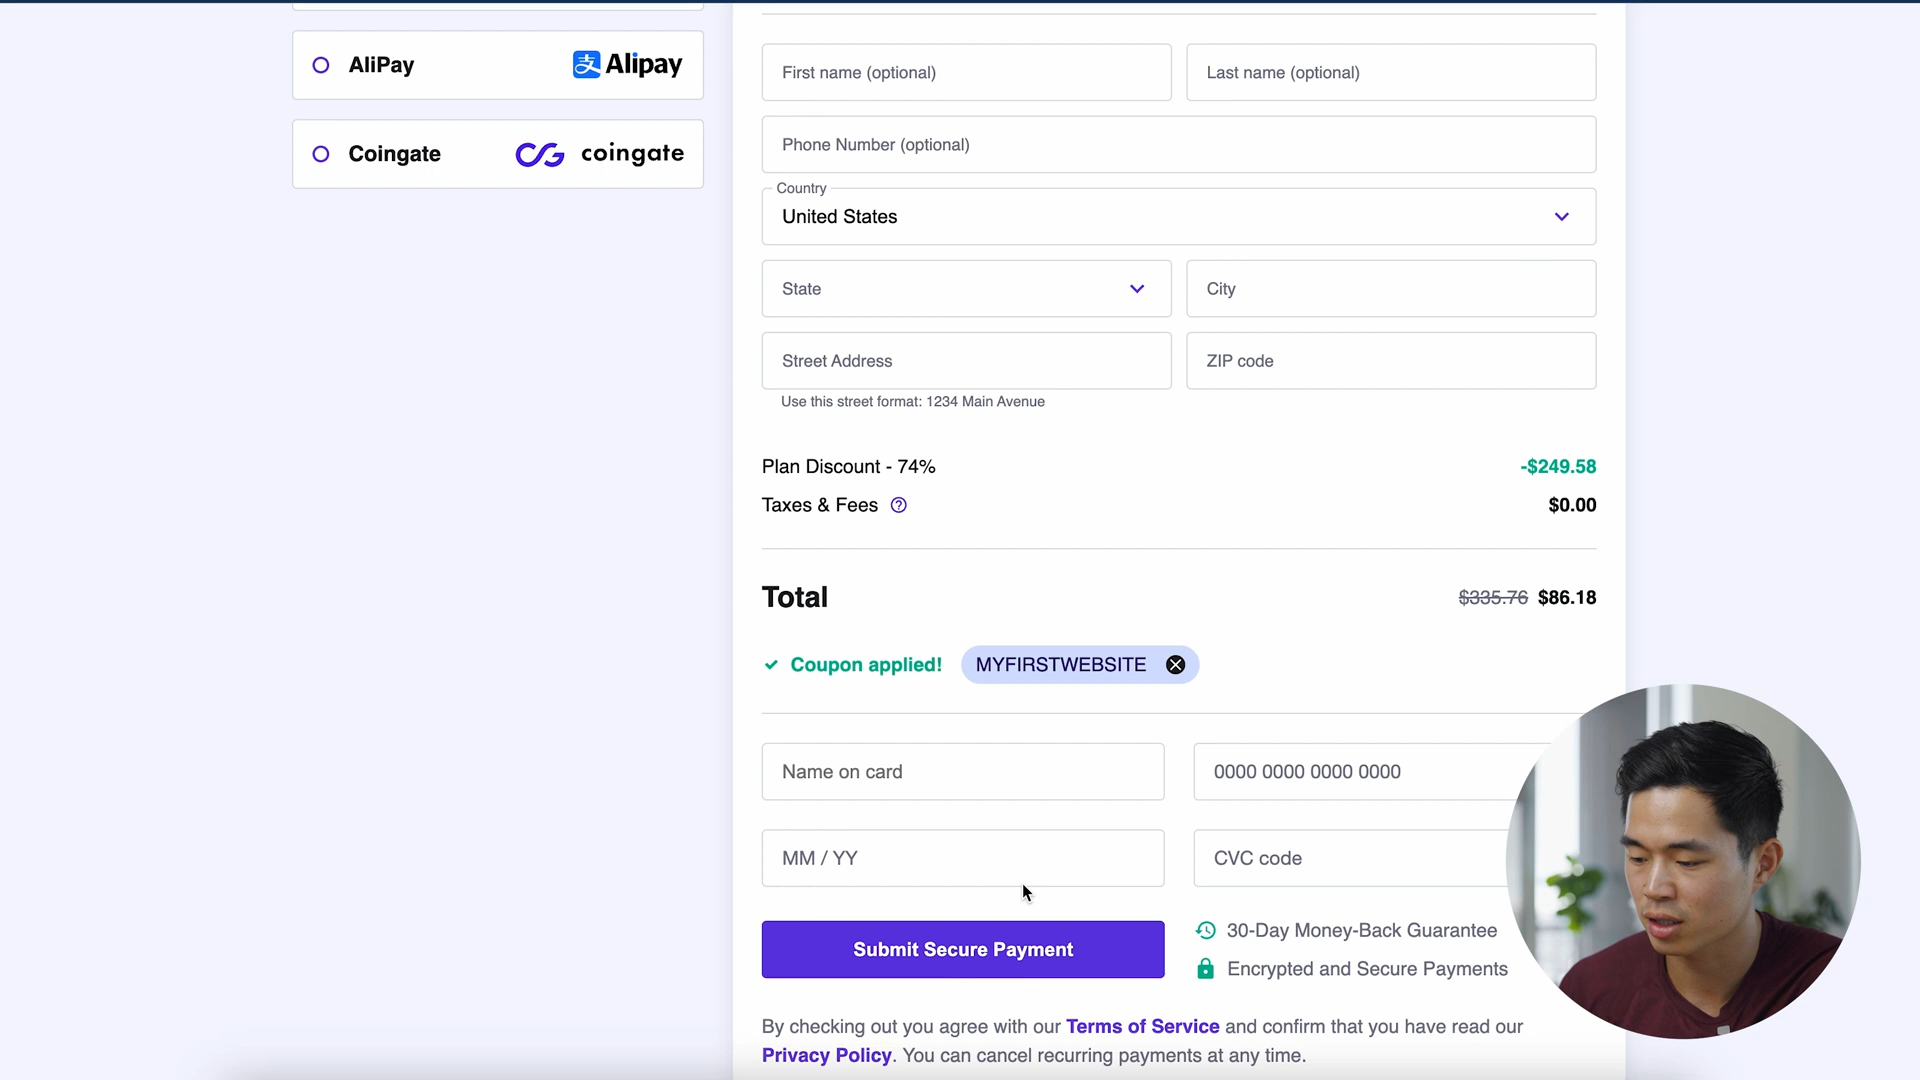 AliPay
支 Alipay
Coingate
coingate
First name (optional)
Last name (optional)
Phone Number (optional)
Country
United States
State
City
Street Address
ZIP code
Use this street format: 1234 Main Avenue
Plan Discount - 74%
-$249.58
Taxes & Fees ?
$0.00
Total
$335.76 $86.18
Coupon applied! MYFIRSTWEBSITE
Name on card
0000 0000 0000 0000
MM / YY
CVC code
Submit Secure Payment
30-Day Money-Back Guarantee
Encrypted and Secure Payments
By checking out you agree with our Terms of Service and confirm that you have read our
Privacy Policy. You can cancel recurring payments at any time.